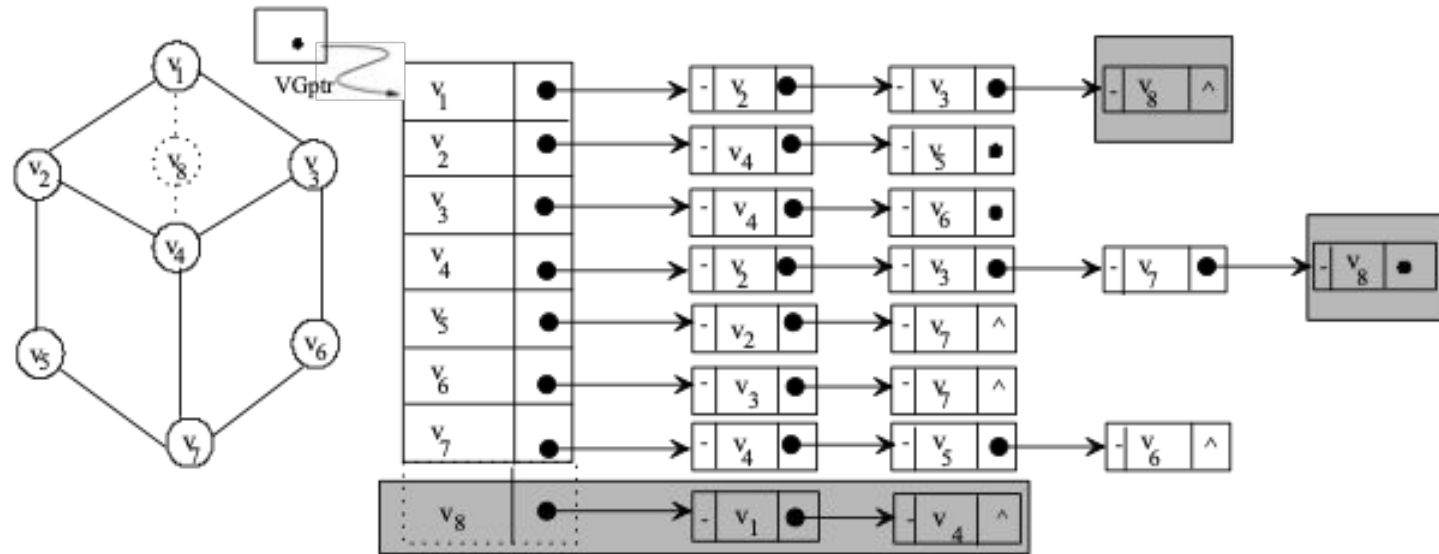 v1
v2
v8
v3
v4
v5
v6
v7
VGptr
v1 - v2 - v3 - v8 ^
v2 - v4 - v5
v3 - v4 - v6
v4 - v2 - v3 - v7 - v8
v5 - v2 - v7 ^
v6 - v3 - v7 ^
v7 - v4 - v5 - v6 ^
v8 - v1 - v4 ^